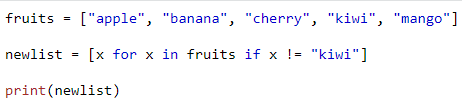 fruits = ["apple", "banana", "cherry", "kiwi", "mango"]
newlist = [x for x in fruits if x != "kiwi"]
print(newlist)